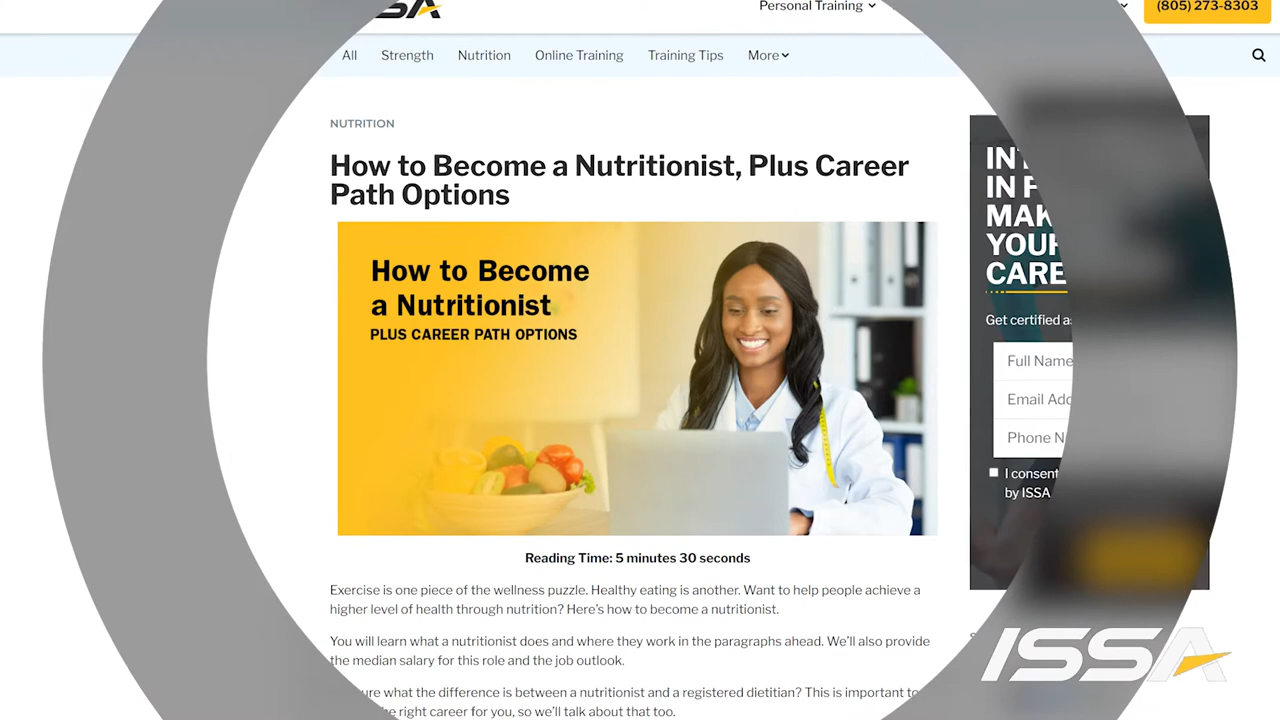 ISSA
Personal Training
(805) 273-8303
All Strength Nutrition Online Training Training Tips More
NUTRITION
How to Become a Nutritionist, Plus Career
Path Options
How to Become
a Nutritionist
PLUS CAREER PATH OPTIONS
Reading Time: 5 minutes 30 seconds
Exercise is one piece of the wellness puzzle. Healthy eating is another. Want to help people achieve a
higher level of health through nutrition? Here's how to become a nutritionist.
You will learn what a nutritionist does and where they work in the paragraphs ahead. We'll also provide
the median salary for this role and the job outlook.
what the difference is between a nutritionist and a registered dietitian? This is important to
right career for you, so we'll talk about that too.
IN
MAK
YOUR
CARE
Get certified
Full Name
Email Add
Phone N
I consent
by ISSA
ISSA